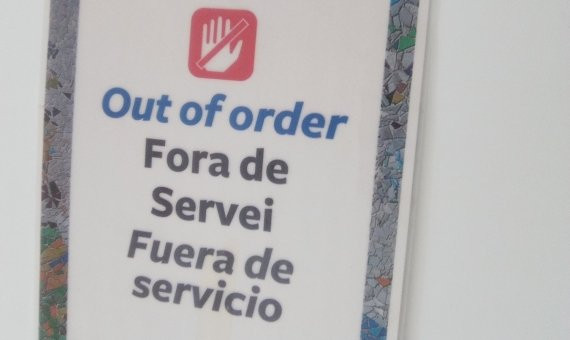 Out of order
Fora de
Servei
Fuera de
servicio